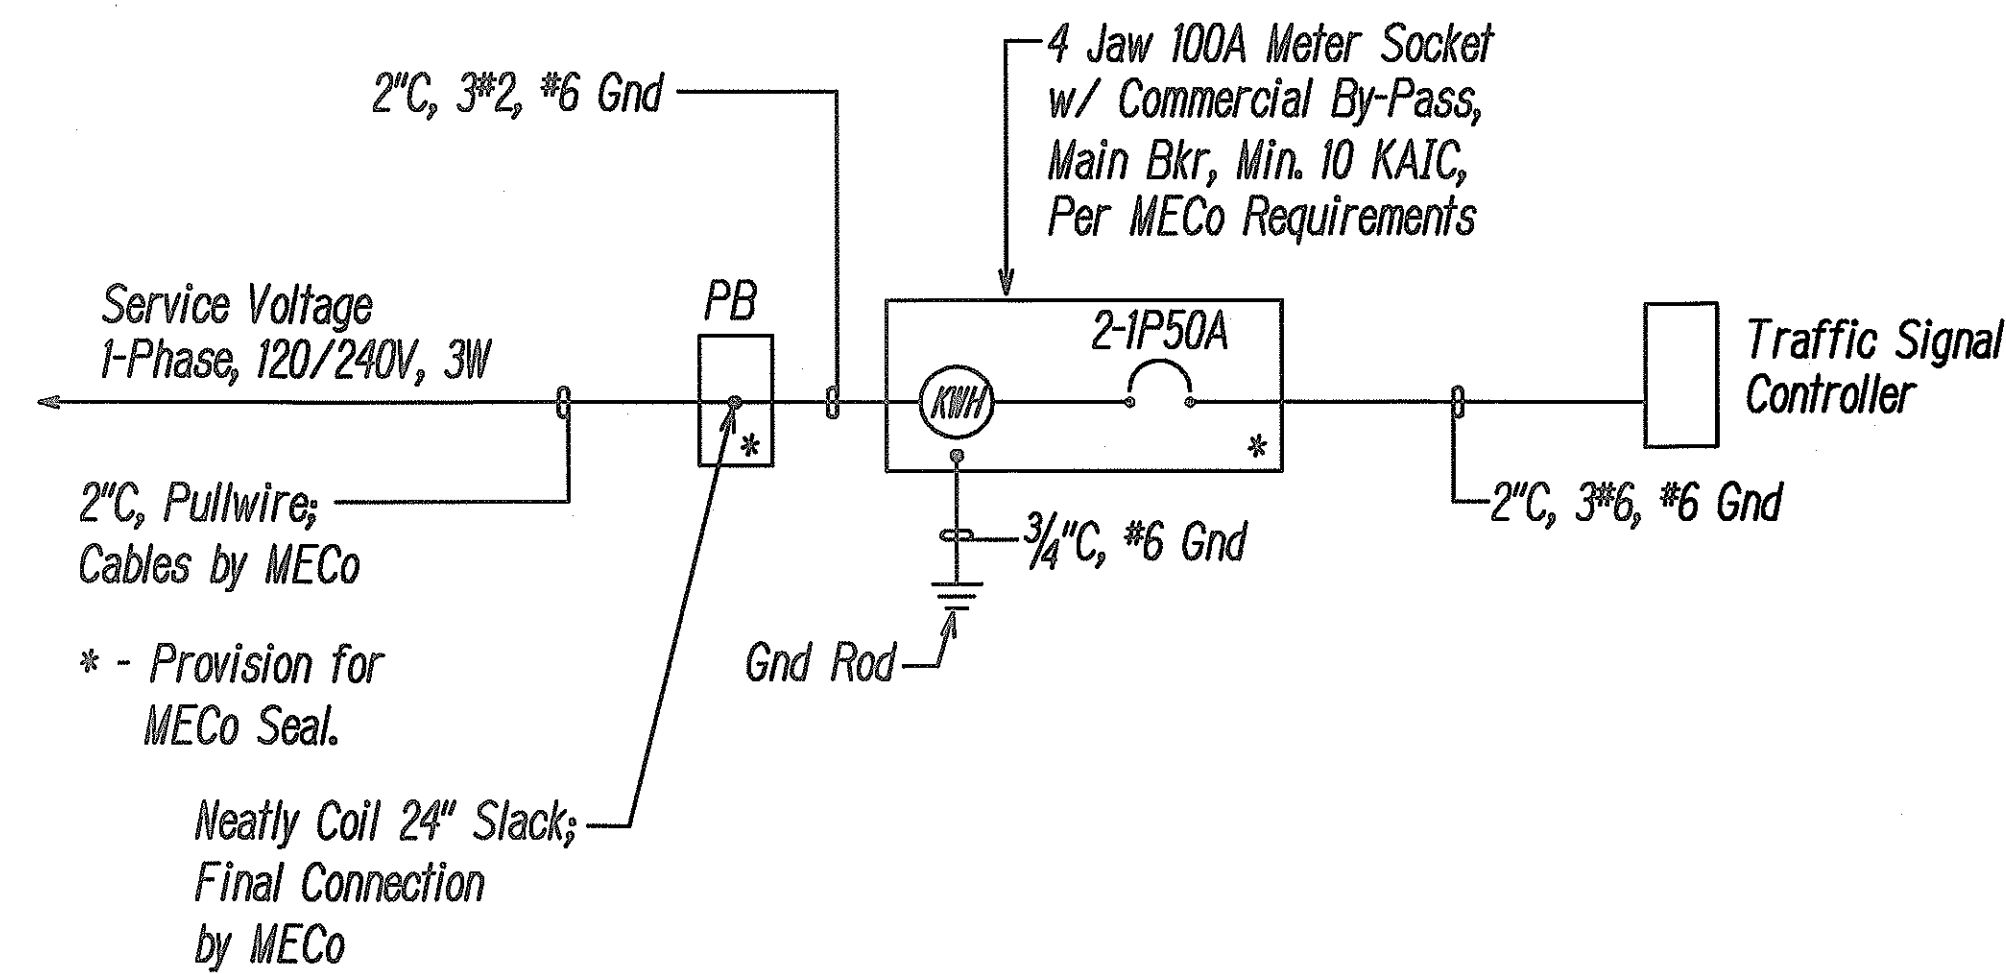 4 Jaw 100A Meter Socket
w/ Commercial By-Pass,
Main Bkr, Min. 10 KAIC,
Per MECo Requirements
2"C, 3#2, #6 Gnd
Service Voltage
1-Phase, 120/240V, 3W
PB
*
2-1P50A
KWH
*
Traffic Signal
Controller
2"C, Pullwire;
Cables by MECo
2"C, 3#6, #6 Gnd
3/4"C, #6 Gnd
Gnd Rod
* - Provision for
MECo Seal.
Neatly Coil 24" Slack;
Final Connection
by MECo